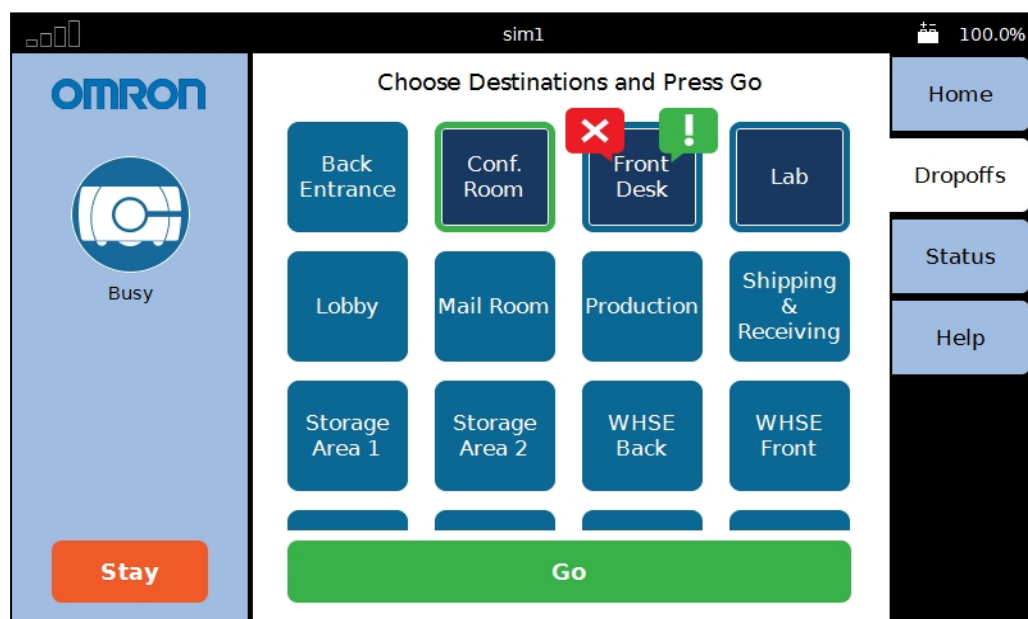 sim1
100.0%
OMRON
Busy
Stay
Choose Destinations and Press Go
Back
Entrance
Conf.
Room
Front
Desk
Lab
Lobby
Mail Room
Production
Shipping
&
Receiving
Storage
Area 1
Storage
Area 2
WHSE
Back
WHSE
Front
Go
Home
Dropoffs
Status
Help